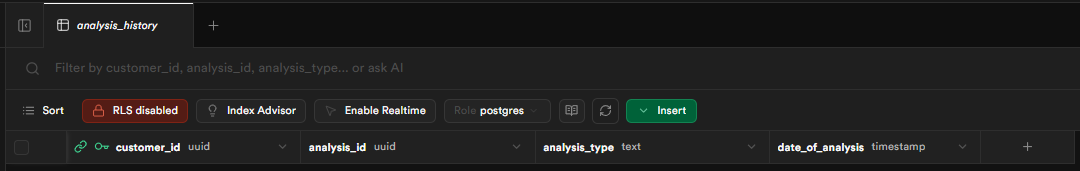 analysis_history
Filter by customer_id, analysis_id, analysis_type... or ask AI
Sort RLS disabled Index Advisor Enable Realtime Role postgres Insert
customer_id uuid analysis_id uuid analysis_type text date_of_analysis timestamp